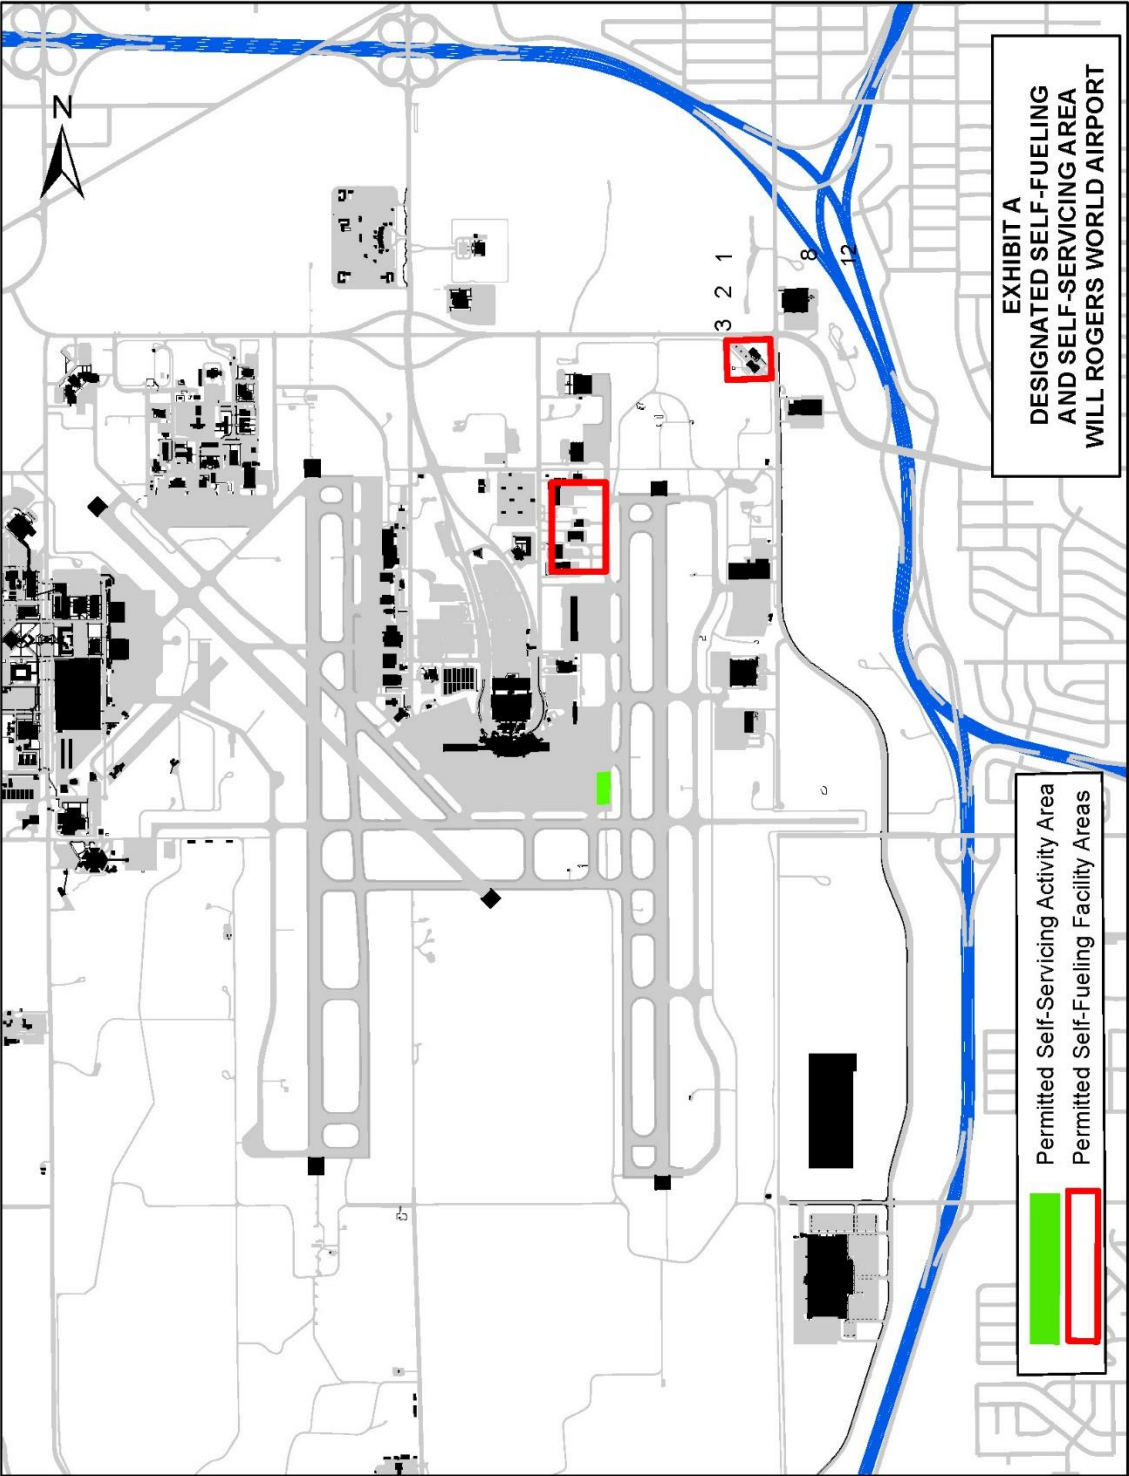 N
EXHIBIT A
DESIGNATED SELF-FUELING
AND SELF-SERVICING AREA
WILL ROGERS WORLD AIRPORT
1
2
3
8
12
1
Permitted Self-Servicing Activity Area
Permitted Self-Fueling Facility Areas